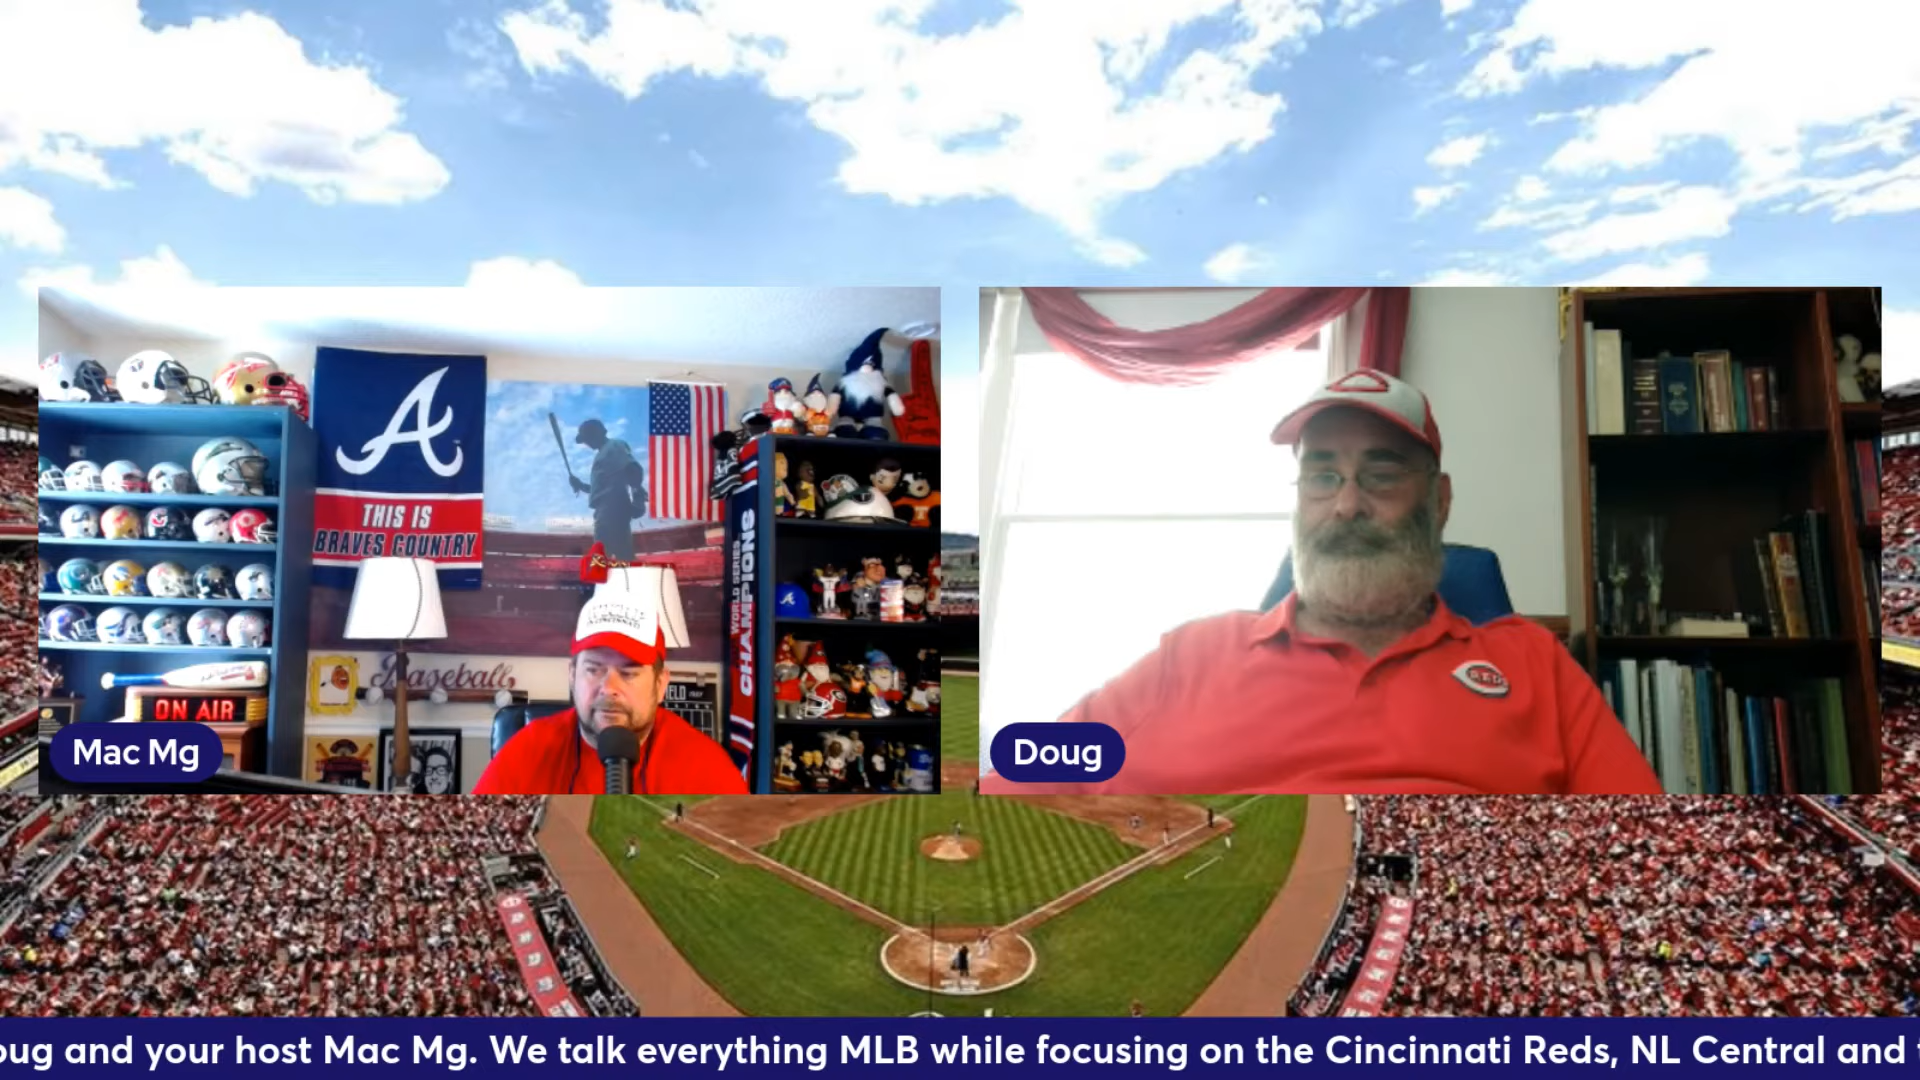 THIS IS
BRAVES COUNTRY
WORLD SERIES
CHAMPIONS
Baseball
ON AIR
REDS
Mac Mg
Doug
oug and your host Mac Mg. We talk everything MLB while focusing on the Cincinnati Reds, NL Central and